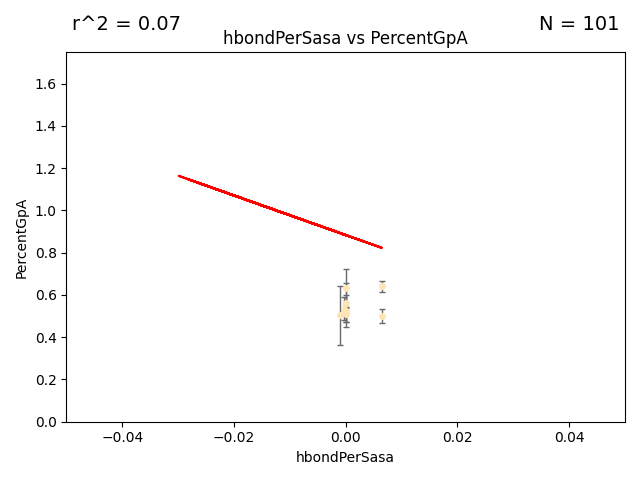 r^2 = 0.07
N = 101
hbondPerSasa vs PercentGpA
1.6
1.4
1.2
1.0
0.8
0.6
0.4
0.2
0.0
PercentGpA
−0.04
−0.02
0.00
0.02
0.04
hbondPerSasa